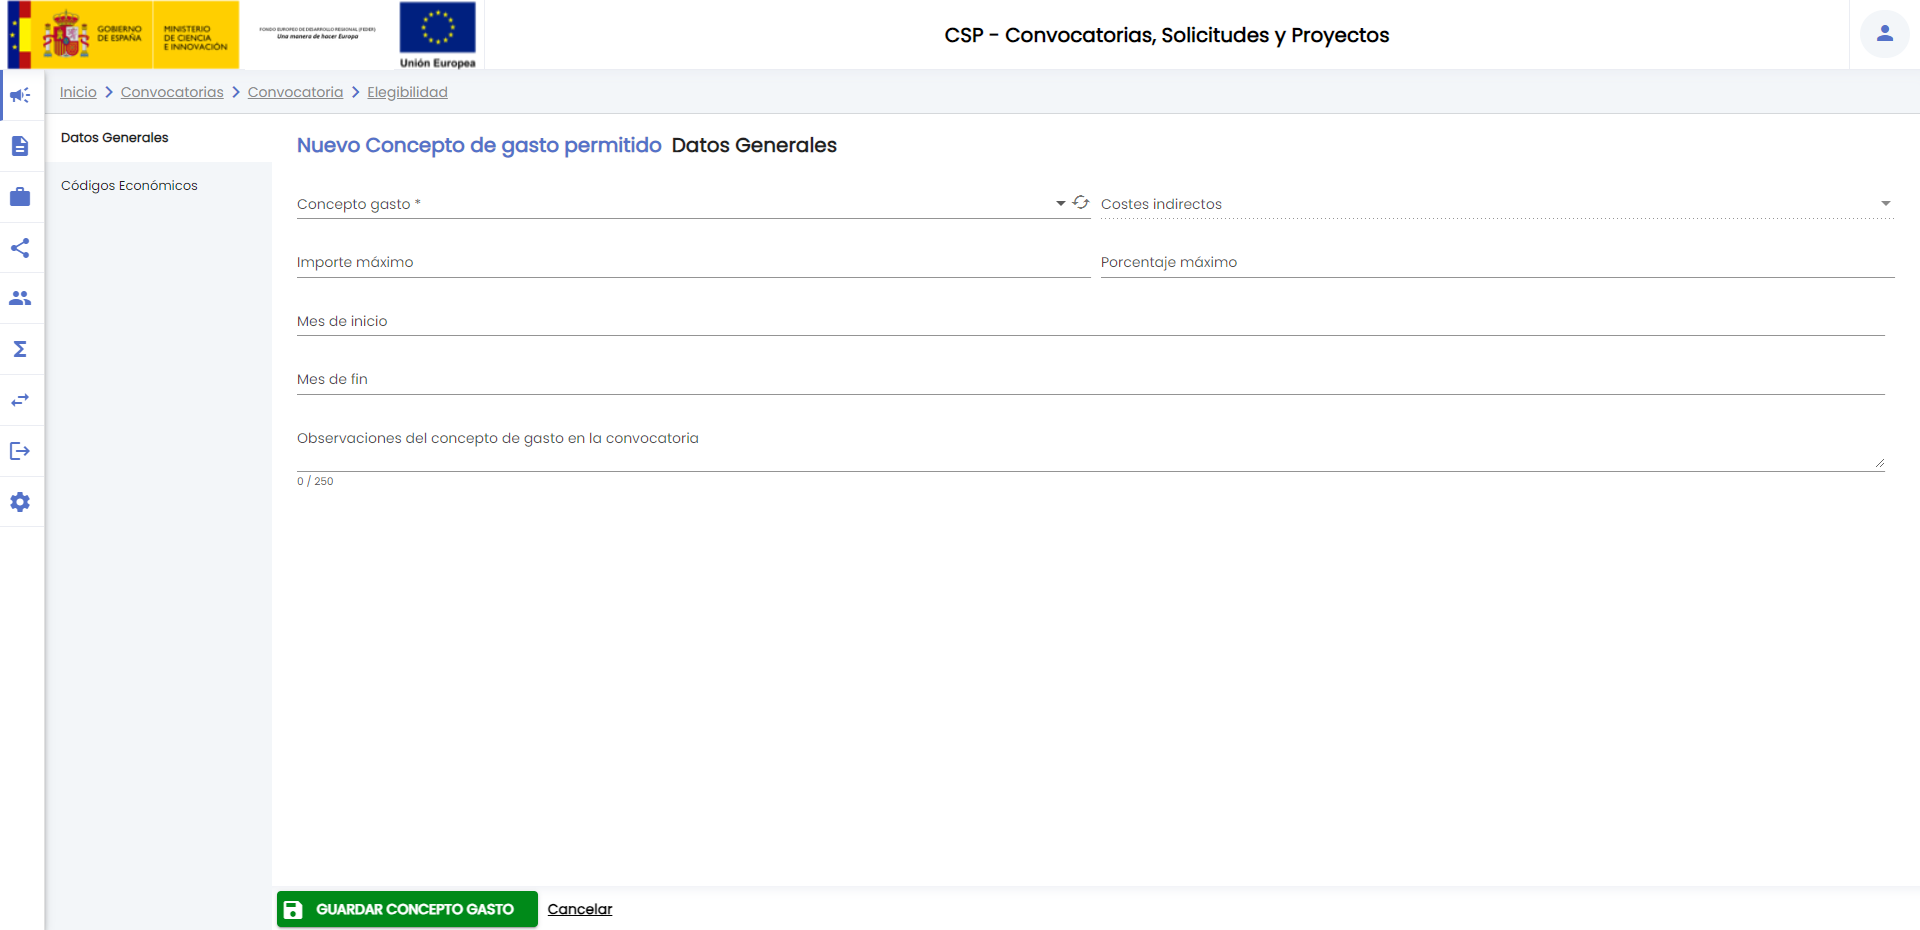 GOBIERNO
DE ESPAÑA
MINISTERIO
DE CIENCIA
E INNOVACIÓN
FONDO EUROPEO DE DESARROLLO REGIONAL (FEDER)
Una manera de hacer Europa
Unión Europea
CSP - Convocatorias, Solicitudes y Proyectos
Inicio > Convocatorias > Convocatoria > Elegibilidad
Datos Generales
Códigos Económicos
Nuevo Concepto de gasto permitido Datos Generales
Concepto gasto *
Costes indirectos
Importe máximo
Porcentaje máximo
Mes de inicio
Mes de fin
Observaciones del concepto de gasto en la convocatoria
0 / 250
GUARDAR CONCEPTO GASTO
Cancelar